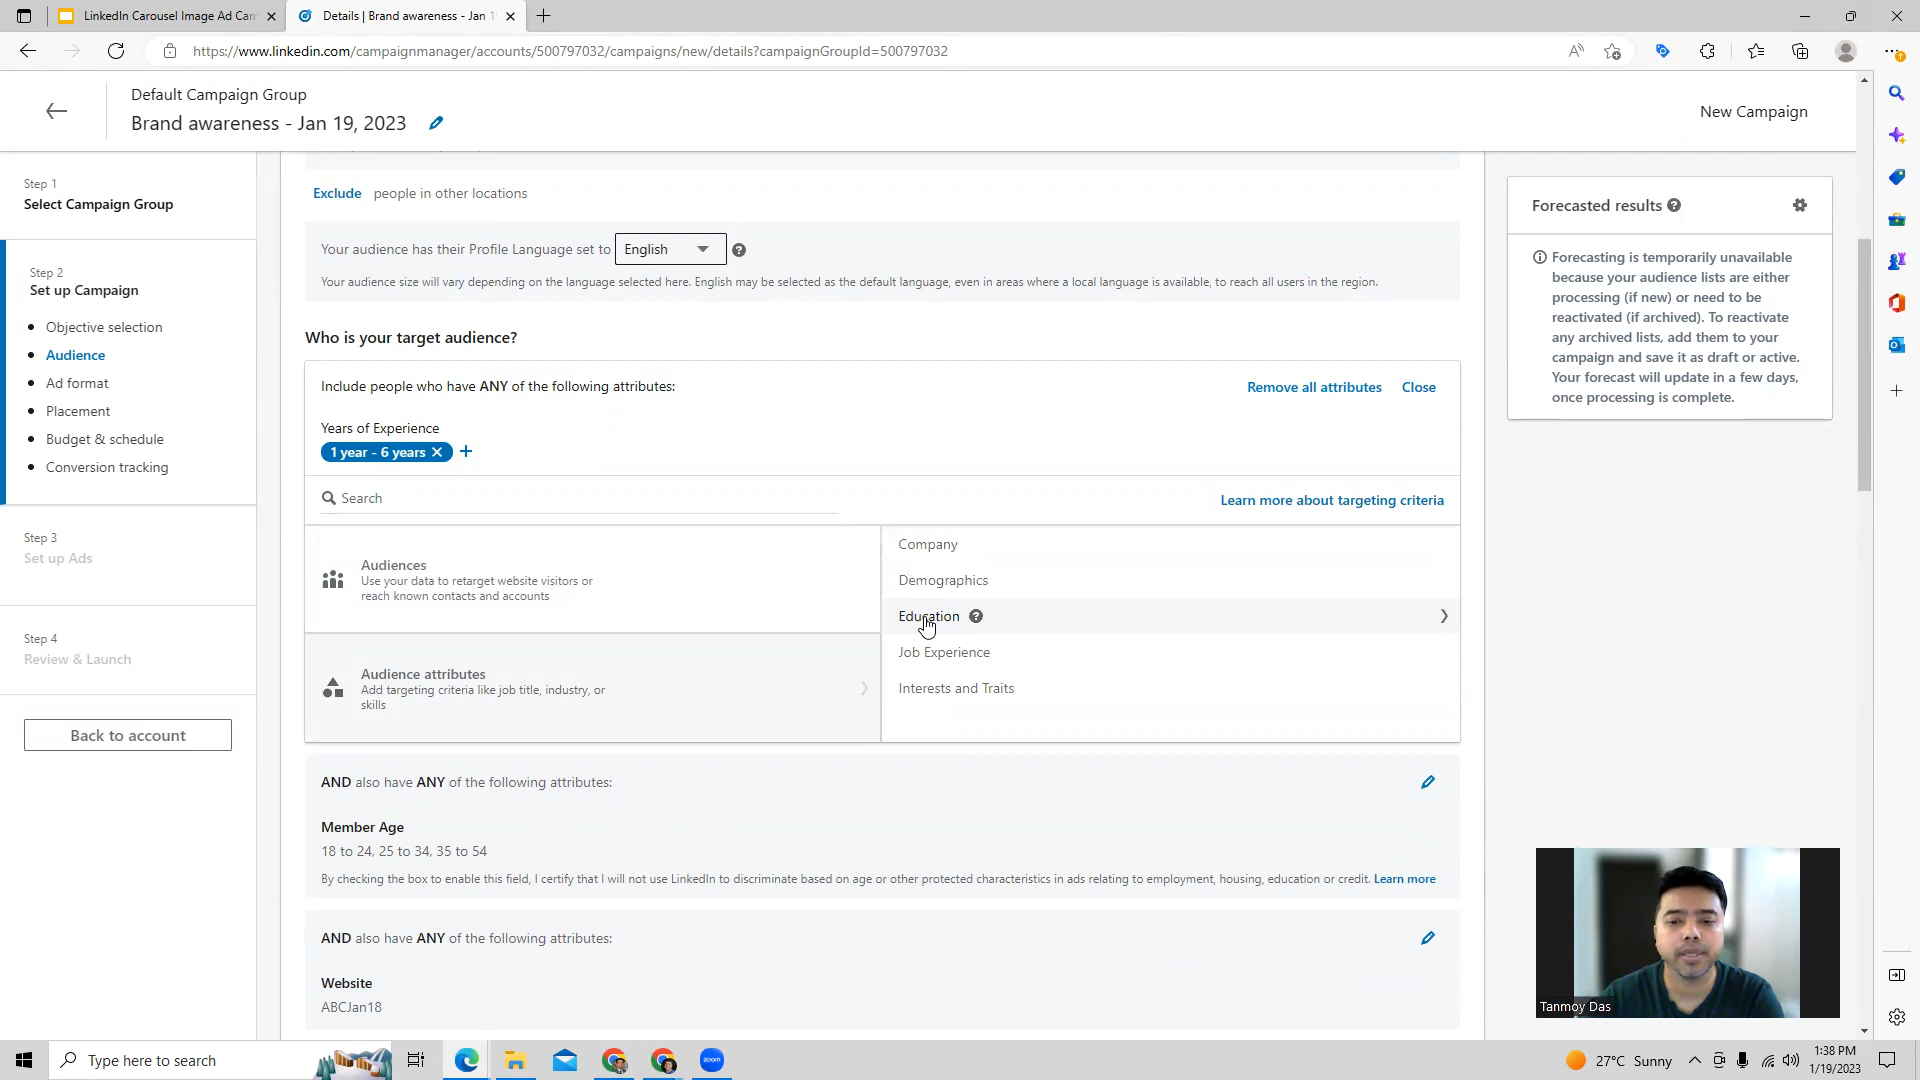 LinkedIn Carousel Image Ad Cam
Details | Brand awareness - Jan 1
https://www.linkedin.com/campaignmanager/accounts/500797032/campaigns/new/details?campaignGroupId=500797032
Default Campaign Group
Brand awareness - Jan 19, 2023
New Campaign
Step 1
Select Campaign Group
Step 2
Set up Campaign
Objective selection
Audience
Ad format
Placement
Budget & schedule
Conversion tracking
Step 3
Set up Ads
Step 4
Review & Launch
Back to account
Exclude people in other locations
Your audience has their Profile Language set to English
Your audience size will vary depending on the language selected here. English may be selected as the default language, even in areas where a local language is available, to reach all users in the region.
Who is your target audience?
Include people who have ANY of the following attributes:
Remove all attributes Close
Years of Experience
1 year - 6 years
Search
Learn more about targeting criteria
Audiences
Use your data to retarget website visitors or
reach known contacts and accounts
Audience attributes
Add targeting criteria like job title, industry, or
skills
Company
Demographics
Education
Job Experience
Interests and Traits
AND also have ANY of the following attributes:
Member Age
18 to 24, 25 to 34, 35 to 54
By checking the box to enable this field, I certify that I will not use LinkedIn to discriminate based on age or other protected characteristics in ads relating to employment, housing, education or credit. Learn more
AND also have ANY of the following attributes:
Website
ABCJan18
Forecasted results
Forecasting is temporarily unavailable
because your audience lists are either
processing (if new) or need to be
reactivated (if archived). To reactivate
any archived lists, add them to your
campaign and save it as draft or active.
Your forecast will update in a few days,
once processing is complete.
Tanmoy Das
Type here to search
zoom
27°C Sunny
1:38 PM
1/19/2023